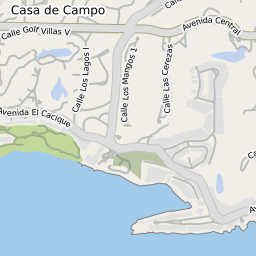 Casa de Campo
Calle
Avenida Central
Calle Golf Villas V
Calle Los Lagos I
Calle Los Mangos 1
Calle Las Cerezas
Avenida El Cacique